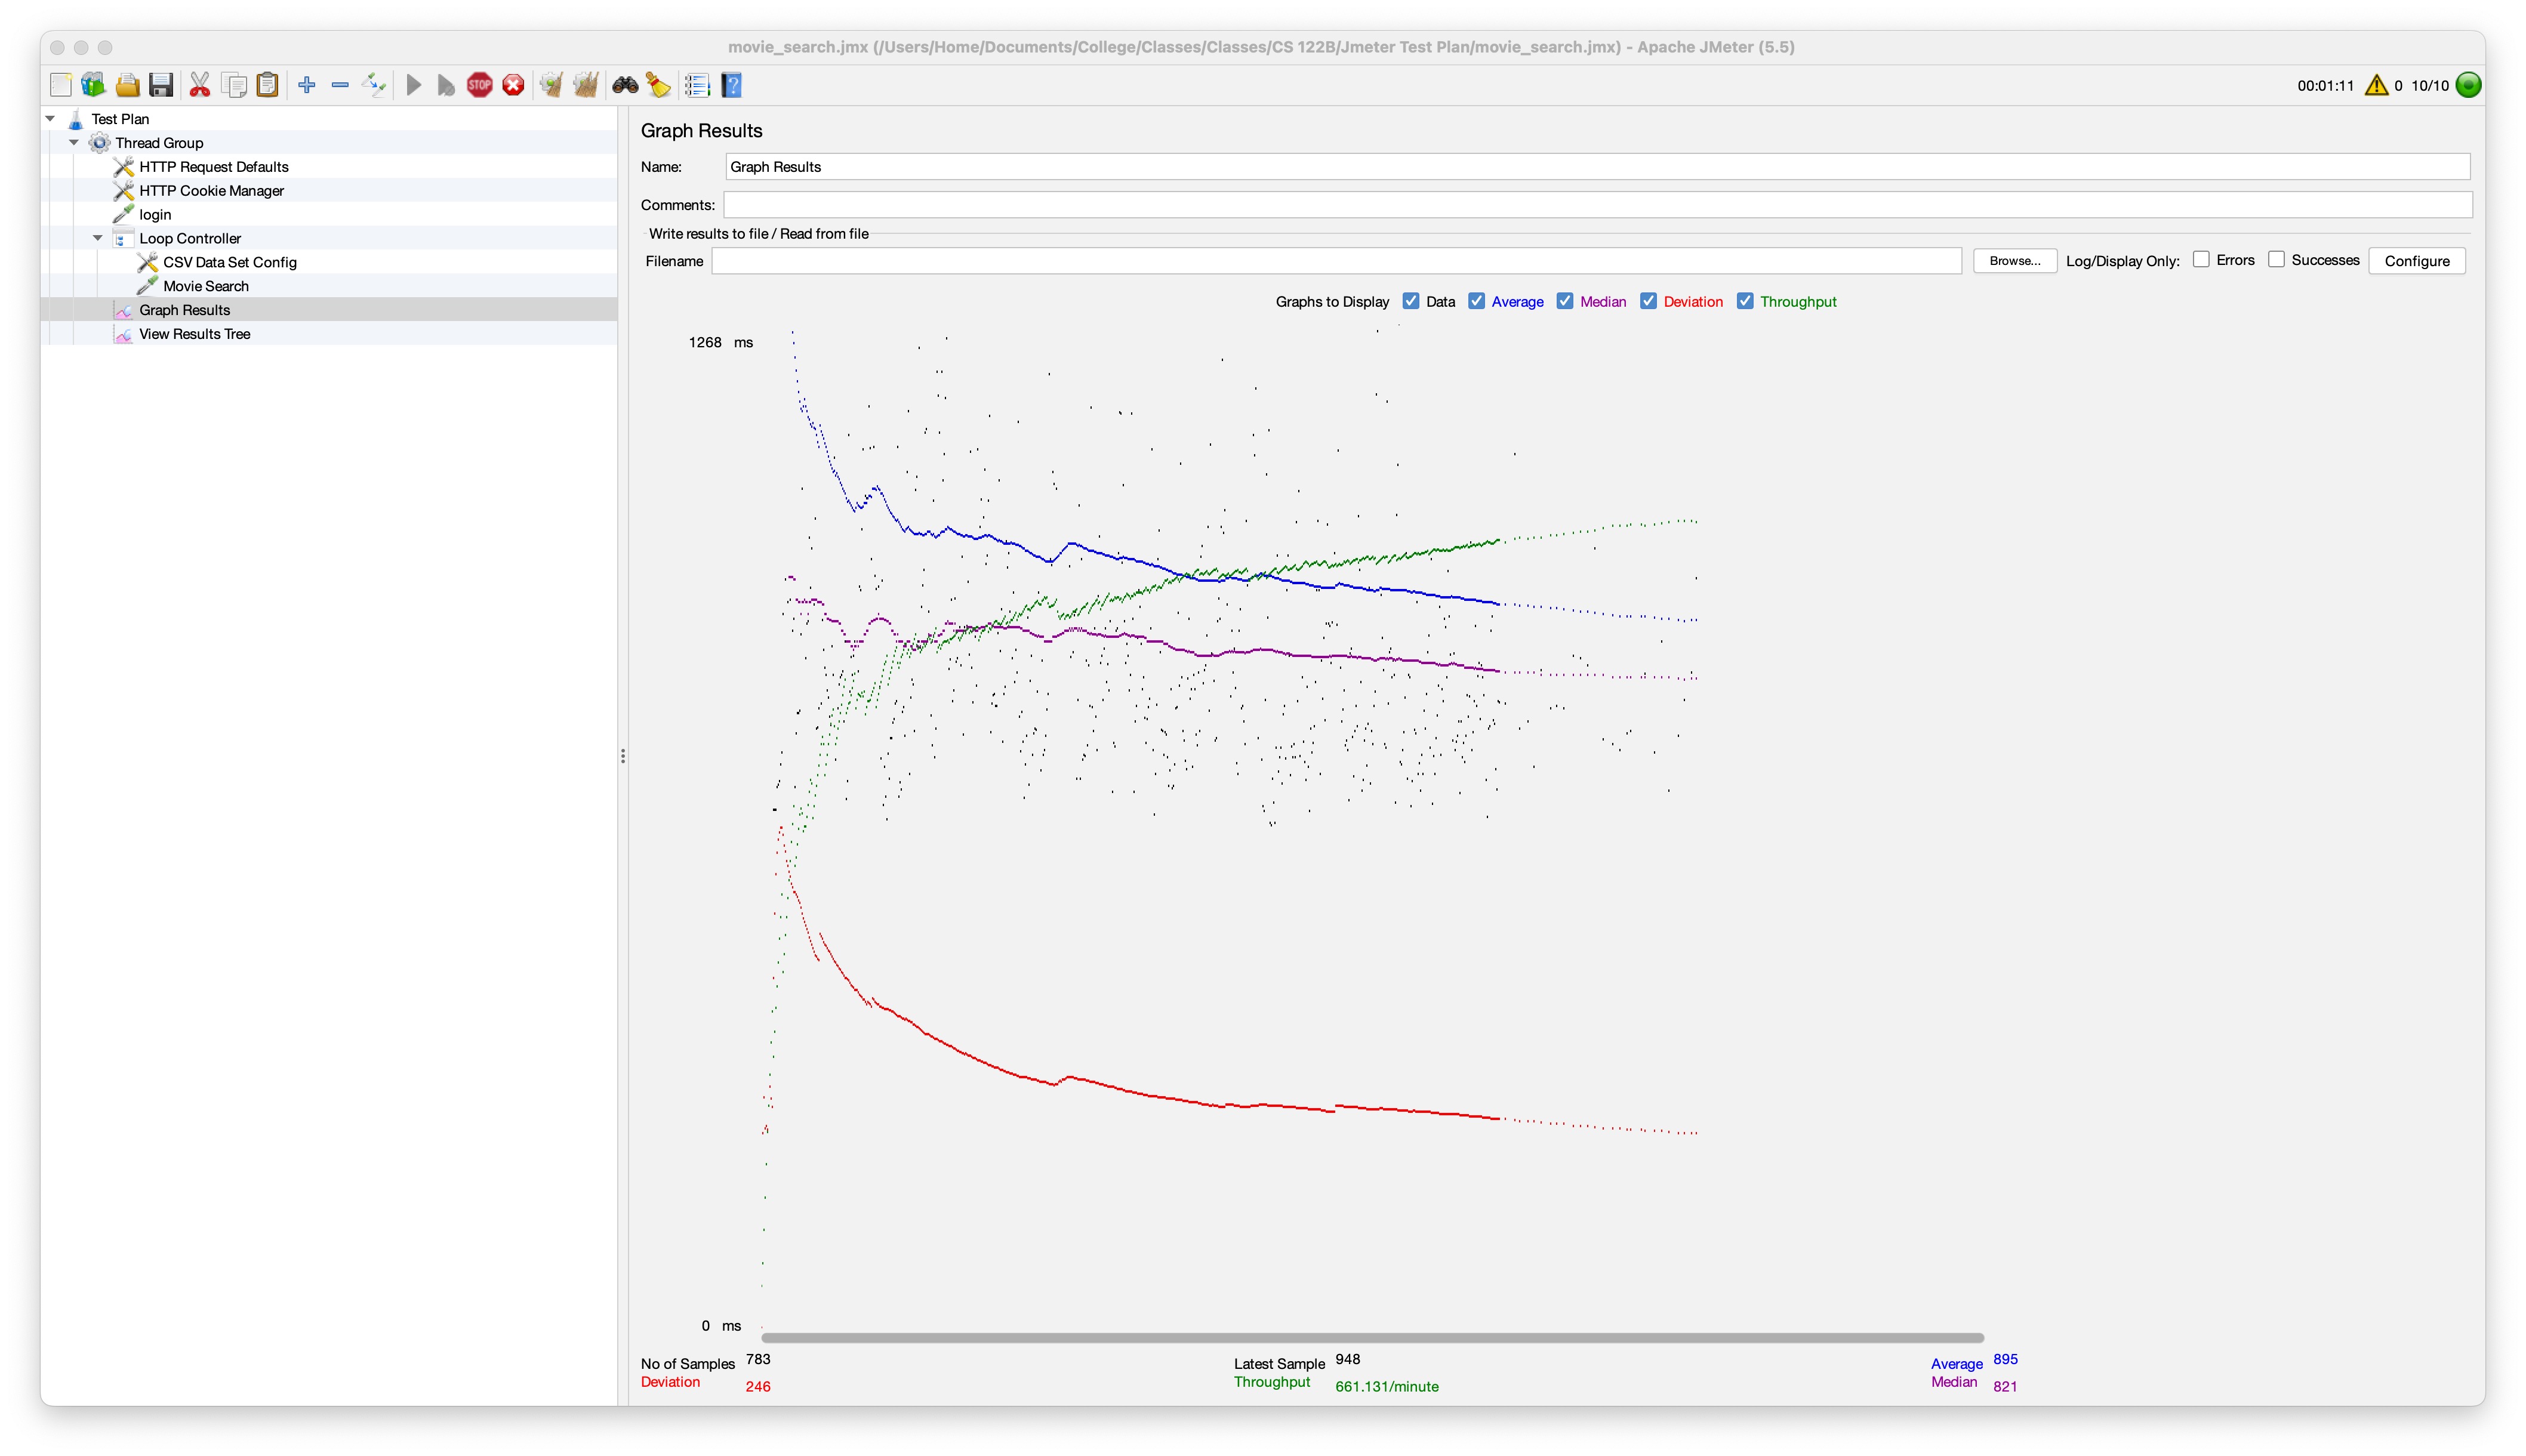 movie_search.jmx (/Users/Home/Documents/College/Classes/Classes/CS 122B/Jmeter Test Plan/movie_search.jmx) - Apache JMeter (5.5)
STOP
?
00:01:11 0 10/10
Test Plan
Thread Group
HTTP Request Defaults
HTTP Cookie Manager
login
Loop Controller
CSV Data Set Config
Movie Search
Graph Results
View Results Tree
Graph Results
Name: Graph Results
Comments:
Write results to file / Read from file
Filename Browse... Log/Display Only: Errors Successes Configure
Graphs to Display Data Average Median Deviation Throughput
1268 ms
0 ms
No of Samples 783 Latest Sample 948 Average 895
Deviation 246 Throughput 661.131/minute Median 821